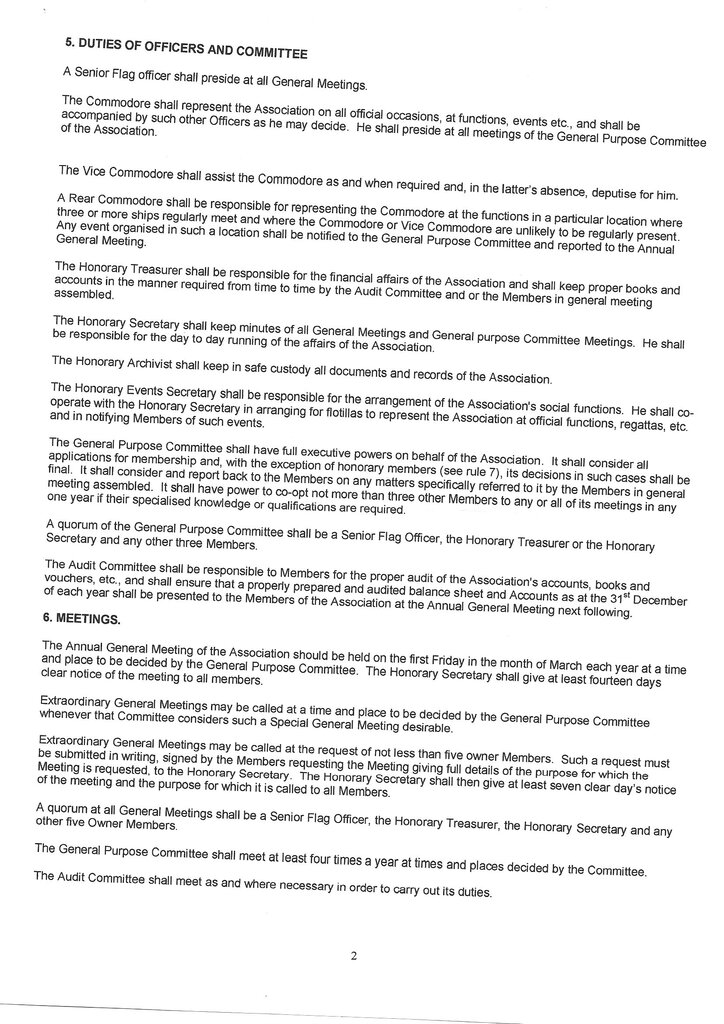 5. DUTIES OF OFFICERS AND COMMITTEE
A Senior Flag officer shall preside at all General Meetings.
The Commodore shall represent the Association on all official occasions, at functions, events etc., and shall be
accompanied by such other Officers as he may decide. He shall preside at all meetings of the General Purpose Committee
of the Association.
The Vice Commodore shall assist the Commodore as and when required and, in the latter's absence, deputise for him.
A Rear Commodore shall be responsible for representing the Commodore at the functions in a particular location where
three or more ships regularly meet and where the Commodore or Vice Commodore are unlikely to be regularly present.
Any event organised in such a location shall be notified to the General Purpose Committee and reported to the Annual
General Meeting.
The Honorary Treasurer shall be responsible for the financial affairs of the Association and shall keep proper books and
accounts in the manner required from time to time by the Audit Committee and or the Members in general meeting
assembled.
The Honorary Secretary shall keep minutes of all General Meetings and General purpose Committee Meetings. He shall
be responsible for the day to day running of the affairs of the Association.
The Honorary Archivist shall keep in safe custody all documents and records of the Association.
The Honorary Events Secretary shall be responsible for the arrangement of the Association's social functions. He shall co-
operate with the Honorary Secretary in arranging for flotillas to represent the Association at official functions, regattas, etc.
and in notifying Members of such events.
The General Purpose Committee shall have full executive powers on behalf of the Association. It shall consider all
applications for membership and, with the exception of honorary members (see rule 7), its decisions in such cases shall be
final. It shall consider and report back to the Members on any matters specifically referred to it by the Members in general
meeting assembled. It shall have power to co-opt not more than three other Members to any or all of its meetings in any
one year if their specialised knowledge or qualifications are required.
A quorum of the General Purpose Committee shall be a Senior Flag Officer, the Honorary Treasurer or the Honorary
Secretary and any other three Members.
The Audit Committee shall be responsible to Members for the proper audit of the Association's accounts, books and
vouchers, etc., and shall ensure that a properly prepared and audited balance sheet and Accounts as at the 31st December
of each year shall be presented to the Members of the Association at the Annual General Meeting next following.
6. MEETINGS.
The Annual General Meeting of the Association should be held on the first Friday in the month of March each year at a time
and place to be decided by the General Purpose Committee. The Honorary Secretary shall give at least fourteen days
clear notice of the meeting to all members.
Extraordinary General Meetings may be called at a time and place to be decided by the General Purpose Committee
whenever that Committee considers such a Special General Meeting desirable.
Extraordinary General Meetings may be called at the request of not less than five owner Members. Such a request must
be submitted in writing, signed by the Members requesting the Meeting giving full details of the purpose for which the
Meeting is requested, to the Honorary Secretary. The Honorary Secretary shall then give at least seven clear day's notice
of the meeting and the purpose for which it is called to all Members.
A quorum at all General Meetings shall be a Senior Flag Officer, the Honorary Treasurer, the Honorary Secretary and any
other five Owner Members.
The General Purpose Committee shall meet at least four times a year at times and places decided by the Committee.
The Audit Committee shall meet as and where necessary in order to carry out its duties.
2